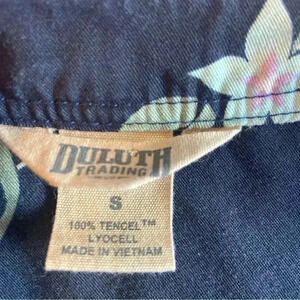 DULUTH
TRADING
S
100% TENCEL™
LYOCELL
MADE IN VIETNAM